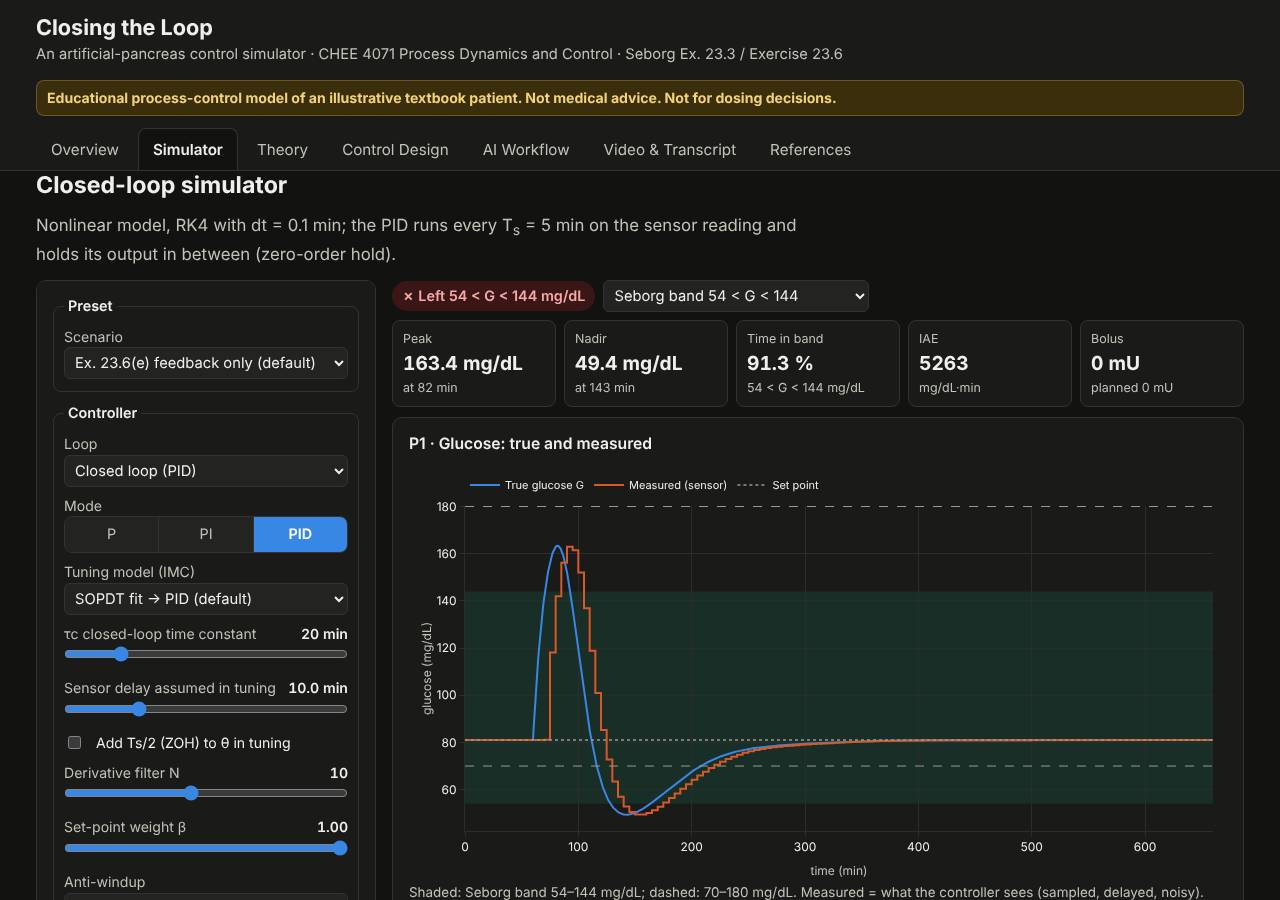 Closing the Loop
An artificial-pancreas control simulator · CHEE 4071 Process Dynamics and Control · Seborg Ex. 23.3 / Exercise 23.6
Educational process-control model of an illustrative textbook patient. Not medical advice. Not for dosing decisions.
Overview Simulator Theory Control Design AI Workflow Video & Transcript References
Closed-loop simulator
Nonlinear model, RK4 with dt = 0.1 min; the PID runs every Ts = 5 min on the sensor reading and
holds its output in between (zero-order hold).
Preset
Scenario
Ex. 23.6(e) feedback only (default)
Controller
Loop
Closed loop (PID)
Mode
P PI PID
Tuning model (IMC)
SOPDT fit → PID (default)
τc closed-loop time constant 20 min
Sensor delay assumed in tuning 10.0 min
Add Ts/2 (ZOH) to θ in tuning
Derivative filter N 10
Set-point weight β 1.00
Anti-windup
× Left 54 < G < 144 mg/dL Seborg band 54 < G < 144
Peak
163.4 mg/dL
at 82 min
Nadir
49.4 mg/dL
at 143 min
Time in band
91.3 %
54 < G < 144 mg/dL
IAE
5263
mg/dL·min
Bolus
0 mU
planned 0 mU
P1 · Glucose: true and measured
True glucose G Measured (sensor) Set point
180
160
140
120
100
80
60
glucose (mg/dL)
0 100 200 300 400 500 600
time (min)
Shaded: Seborg band 54–144 mg/dL; dashed: 70–180 mg/dL. Measured = what the controller sees (sampled, delayed, noisy).